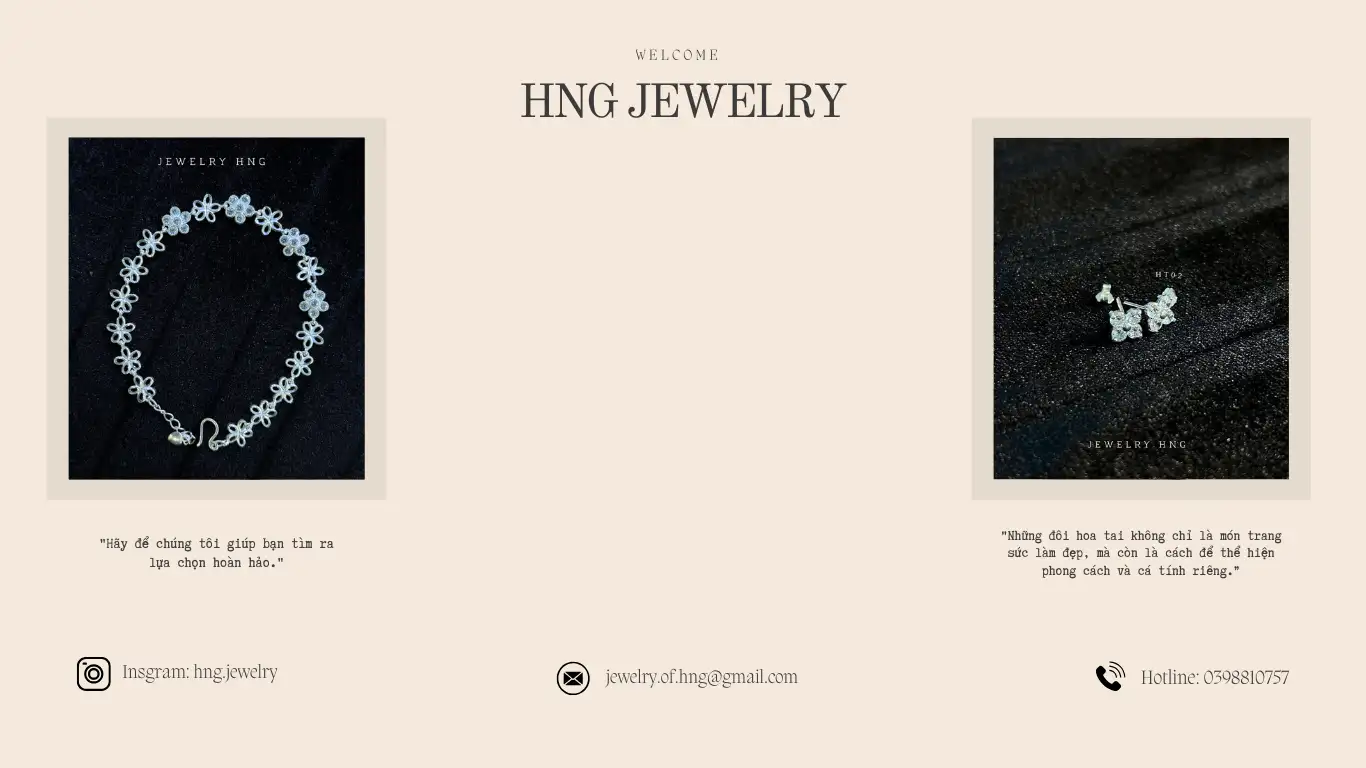 WELCOME
HNG JEWELRY
JEWELRY HNG
"Hãy để chúng tôi giúp bạn tìm ra
lựa chọn hoàn hảo."
HT02
JEWELRY HNG
"Những đôi hoa tai không chỉ là món trang
sức làm đẹp, mà còn là cách để thể hiện
phong cách và cá tính riêng."
Insgram: hng.jewelry
jewelry.of.hng@gmail.com
Hotline: 0398810757